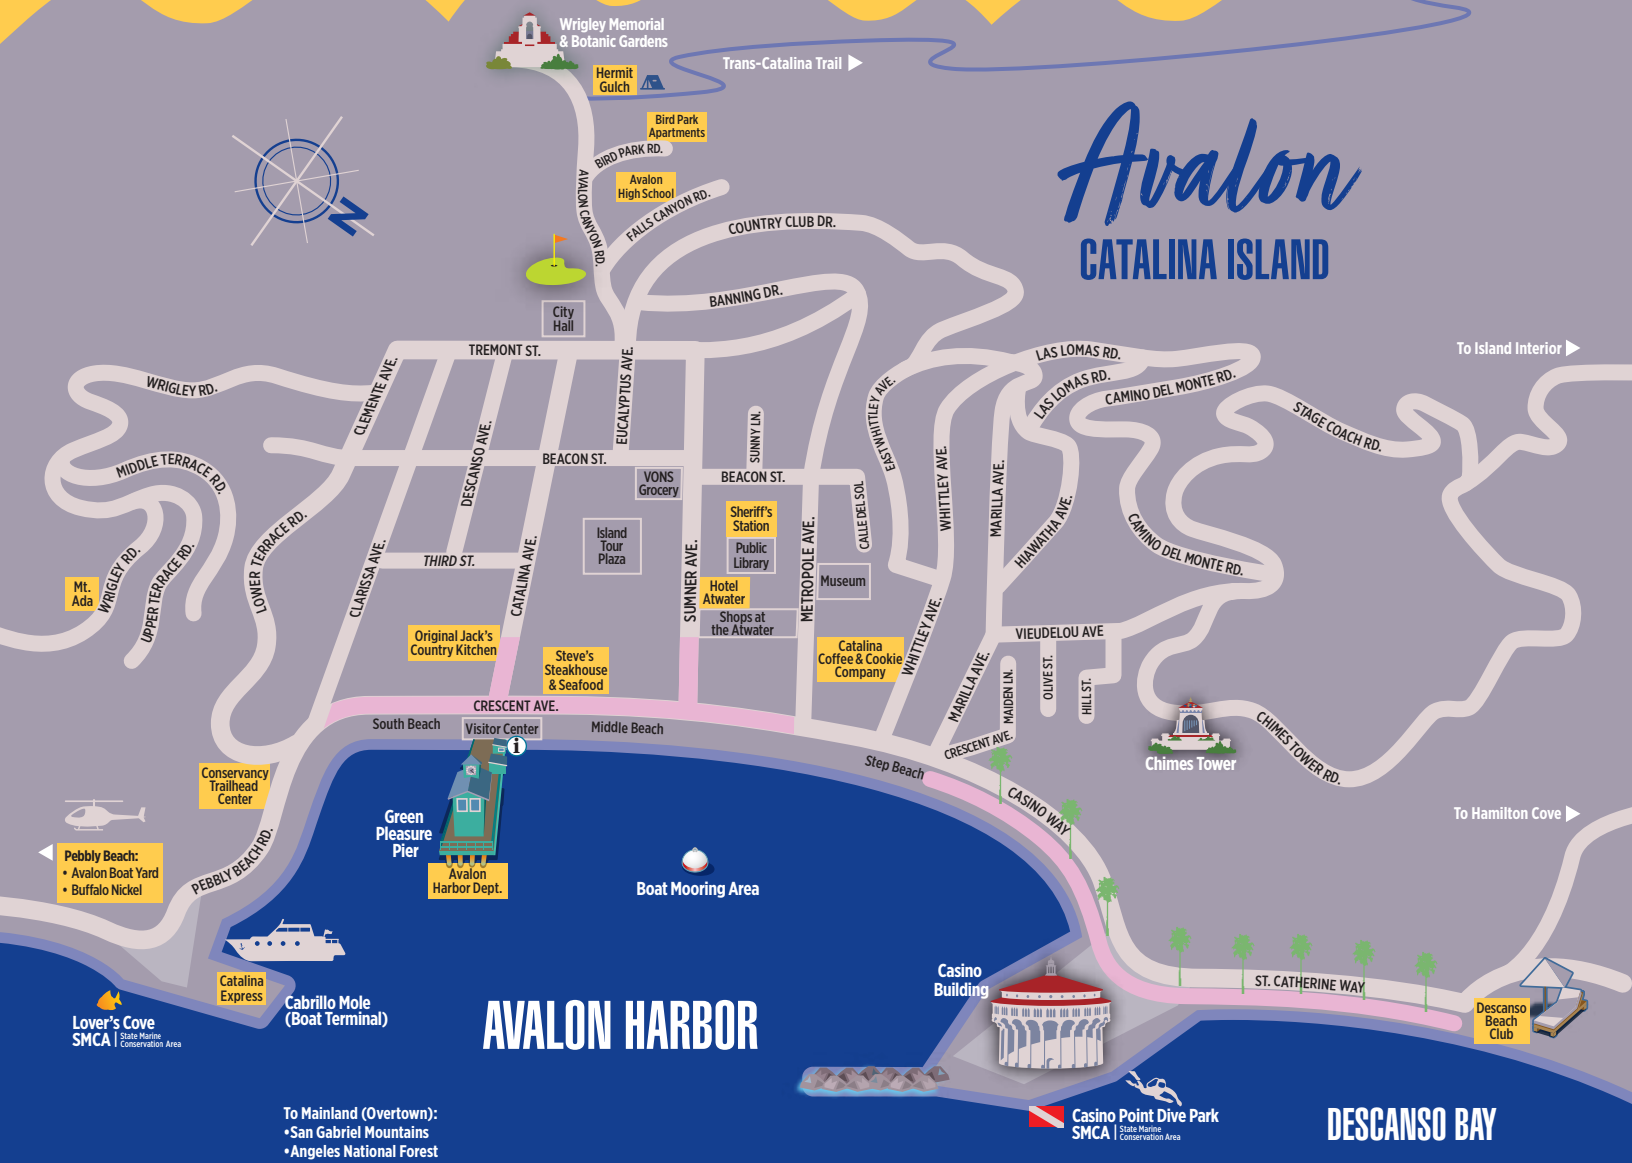 Wrigley Memorial
& Botanic Gardens
Trans-Catalina Trail
Hermit
Gulch
Bird Park
Apartments
BIRD PARK RD.
Avalon
High School
AVALON CANYON RD.
FALLS CANYON RD.
COUNTRY CLUB DR.
BANNING DR.
N
Avalon
CATALINA ISLAND
City
Hall
TREMONT ST.
To Island Interior
WRIGLEY RD.
CLEMENTE AVE.
EUCALYPTUS AVE.
LAS LOMAS RD.
LAS LOMAS RD.
CAMINO DEL MONTE RD.
STAGE COACH RD.
EAST WHITTLEY AVE.
SUNNY LN.
MIDDLE TERRACE RD.
DESCANSO AVE.
BEACON ST.
VONS
Grocery
BEACON ST.
WHITTLEY AVE.
MARILLA AVE.
HIAWATHA AVE.
CAMINO DEL MONTE RD.
CALLE DEL SOL
Sheriff's
Station
Public
Library
Island
Tour
Plaza
LOWER TERRACE RD.
CLARISSA AVE.
THIRD ST.
CATALINA AVE.
SUMNER AVE.
METROPOLE AVE.
Museum
Hotel
Atwater
Shops at
the Atwater
Mt.
Ada
WRIGLEY RD.
UPPER TERRACE RD.
Original Jack's
Country Kitchen
Steve's
Steakhouse
& Seafood
Catalina
Coffee & Cookie
Company
WHITTLEY AVE.
MARILLA AVE.
VIEUDELOU AVE
MAIDEN LN.
OLIVE ST.
HILL ST.
CRESCENT AVE.
South Beach
Visitor Center
i
Middle Beach
CRESCENT AVE.
Step Beach
CASINO WAY
Chimes Tower
CHIMES TOWER RD.
Conservancy
Trailhead
Center
PEBBLY BEACH RD.
To Hamilton Cove
Green
Pleasure
Pier
Pebbly Beach:
• Avalon Boat Yard
• Buffalo Nickel
Avalon
Harbor Dept.
Boat Mooring Area
Catalina
Express
Cabrillo Mole
(Boat Terminal)
Lover's Cove
SMCA | State Marine
Conservation Area
AVALON HARBOR
Casino
Building
ST. CATHERINE WAY
Descanso
Beach
Club
To Mainland (Overtown):
•San Gabriel Mountains
•Angeles National Forest
Casino Point Dive Park
SMCA | State Marine
Conservation Area
DESCANSO BAY